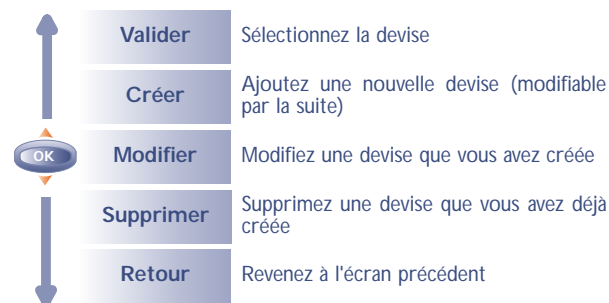 Valider
Sélectionnez la devise
Créer
Ajoutez une nouvelle devise (modifiable
par la suite)
OK
Modifier
Modifiez une devise que vous avez créée
Supprimer
Supprimez une devise que vous avez déjà
créée
Retour
Revenez à l'écran précédent